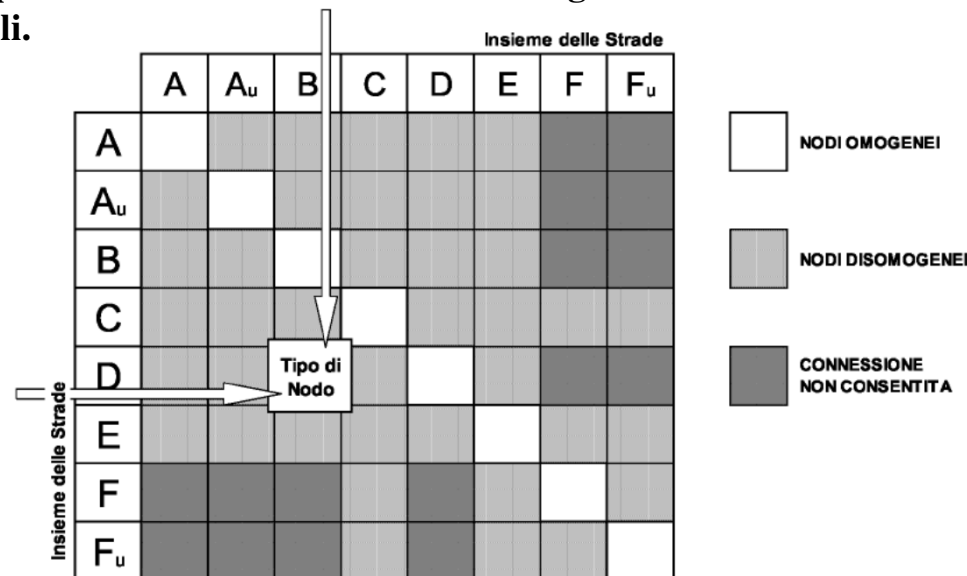 li.
Insieme delle Strade
A Au B C D E F Fu
A
Au
B
C
D
E
F
Fu
Insieme delle Strade
Tipo di
Nodo
NODI OMOGENEI
NODI DISOMOGENEI
CONNESSIONE
NON CONSENTITA